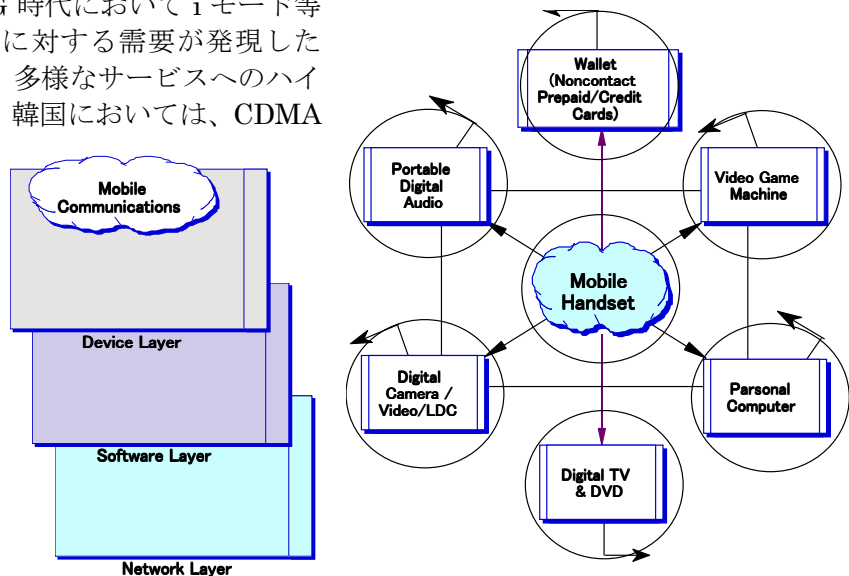 G 時代において i モード等
に対する需要が発現した
多様なサービスへのハイ
韓国においては、CDMA
Mobile
Communications
Device Layer
Software Layer
Network Layer
Wallet
(Noncontact
Prepaid/Credit
Cards)
Portable
Digital
Audio
Video Game
Machine
Mobile
Handset
Digital
Camera /
Video/LDC
Parsonal
Computer
Digital TV
& DVD